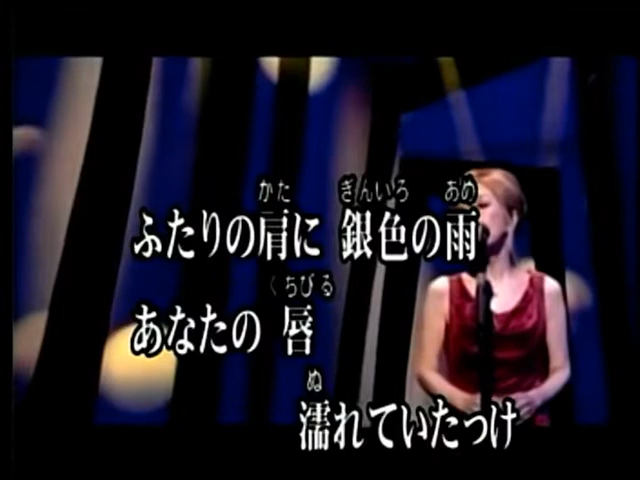 かた ぎんいろ あめ
ふたりの肩に 銀色の雨
くちびる
あなたの 唇
ぬ
濡れていたっけ